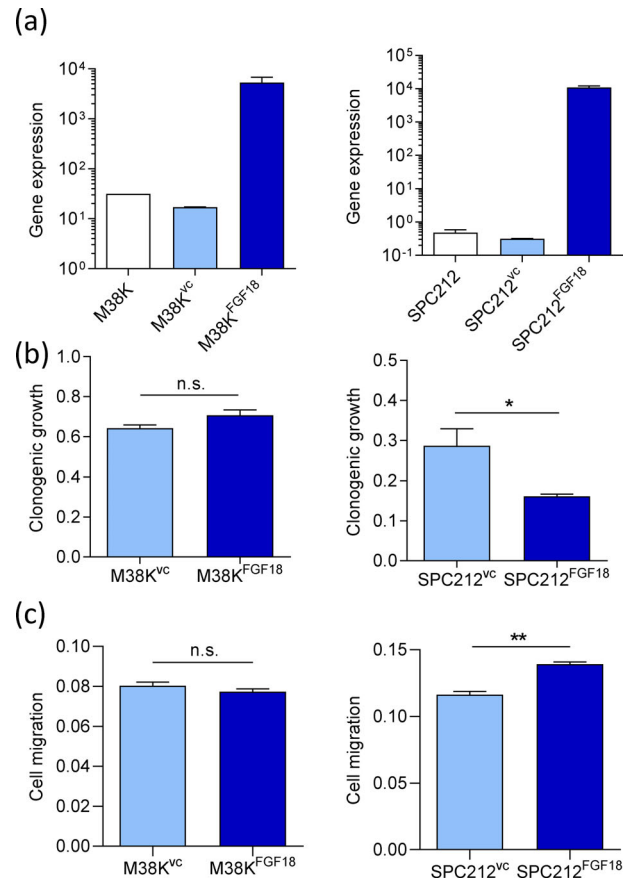 (a)
Gene expression
10⁴
10³
10²
10¹
10⁰
M38K
M38Kᵛᶜ
M38Kᶠᴳᶠ¹⁸
Gene expression
10⁵
10⁴
10³
10²
10¹
10⁰
10⁻¹
SPC212
SPC212ᵛᶜ
SPC212ᶠᴳᶠ¹⁸
(b)
Clonogenic growth
1.0
0.8
0.6
0.4
0.2
0.0
n.s.
M38Kᵛᶜ
M38Kᶠᴳᶠ¹⁸
Clonogenic growth
0.5
0.4
0.3
0.2
0.1
0.0
*
SPC212ᵛᶜ
SPC212ᶠᴳᶠ¹⁸
(c)
Cell migration
0.10
0.08
0.06
0.04
0.02
0.00
n.s.
M38Kᵛᶜ
M38Kᶠᴳᶠ¹⁸
Cell migration
0.15
0.10
0.05
0.00
**
SPC212ᵛᶜ
SPC212ᶠᴳᶠ¹⁸